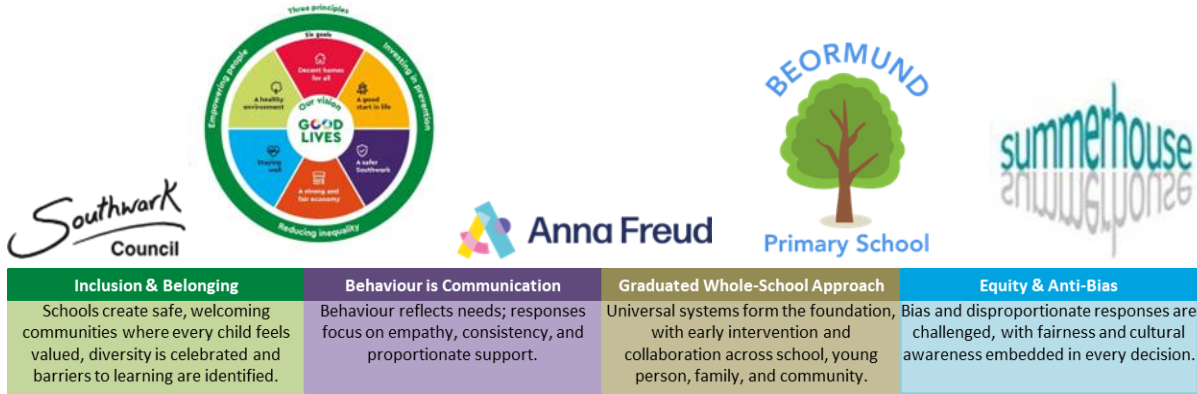 Three principles
Six goals
Empowering people
Investing in prevention
Reducing inequality
Decent homes
for all
A good
start in life
A safer
Southwark
A strong and
fair economy
Staying
well
A healthy
environment
Our vision
GOOD
LIVES
Southwark
Council
Anna Freud
BEORMUND
Primary School
summerhouse
Inclusion & Belonging
Schools create safe, welcoming
communities where every child feels
valued, diversity is celebrated and
barriers to learning are identified.
Behaviour is Communication
Behaviour reflects needs; responses
focus on empathy, consistency, and
proportionate support.
Graduated Whole-School Approach
Universal systems form the foundation,
with early intervention and
collaboration across school, young
person, family, and community.
Equity & Anti-Bias
Bias and disproportionate responses are
challenged, with fairness and cultural
awareness embedded in every decision.